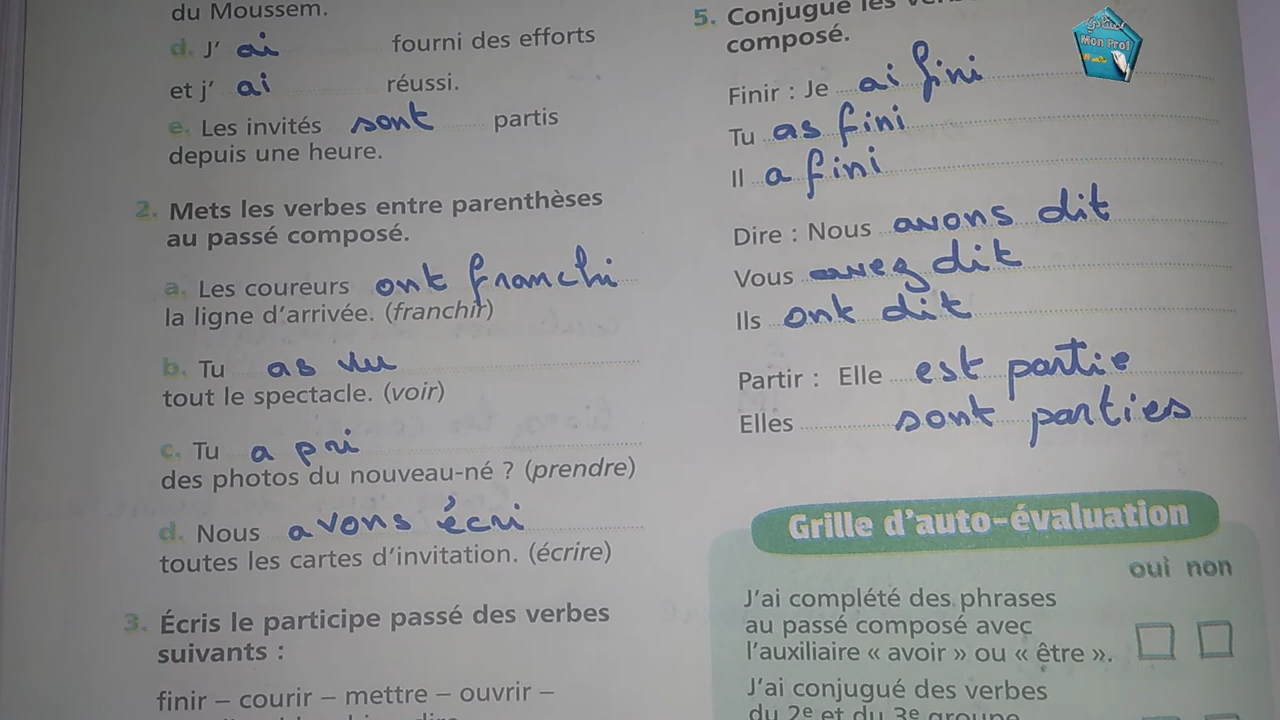 du Moussem.
d. J' ai fourni des efforts
et j' ai réussi.
e. Les invités sont partis
depuis une heure.
2. Mets les verbes entre parenthèses
au passé composé.
a. Les coureurs ont franchi
la ligne d'arrivée. (franchir)
b. Tu as vu
tout le spectacle. (voir)
c. Tu a pri
des photos du nouveau-né ? (prendre)
d. Nous avons écri
toutes les cartes d'invitation. (écrire)
3. Écris le participe passé des verbes
suivants :
finir – courir – mettre – ouvrir –
5. Conjugue les
composé.
Finir : Je ai fini
Tu as fini
Il a fini
Dire : Nous avons dit
Vous avez dit
Ils ont dit
Partir : Elle est partie
Elles sont parties
Grille d'auto-évaluation
oui non
J'ai complété des phrases
au passé composé avec
l'auxiliaire « avoir » ou « être ».
J'ai conjugué des verbes
du 2e et du 3e groupe
Mon Prof